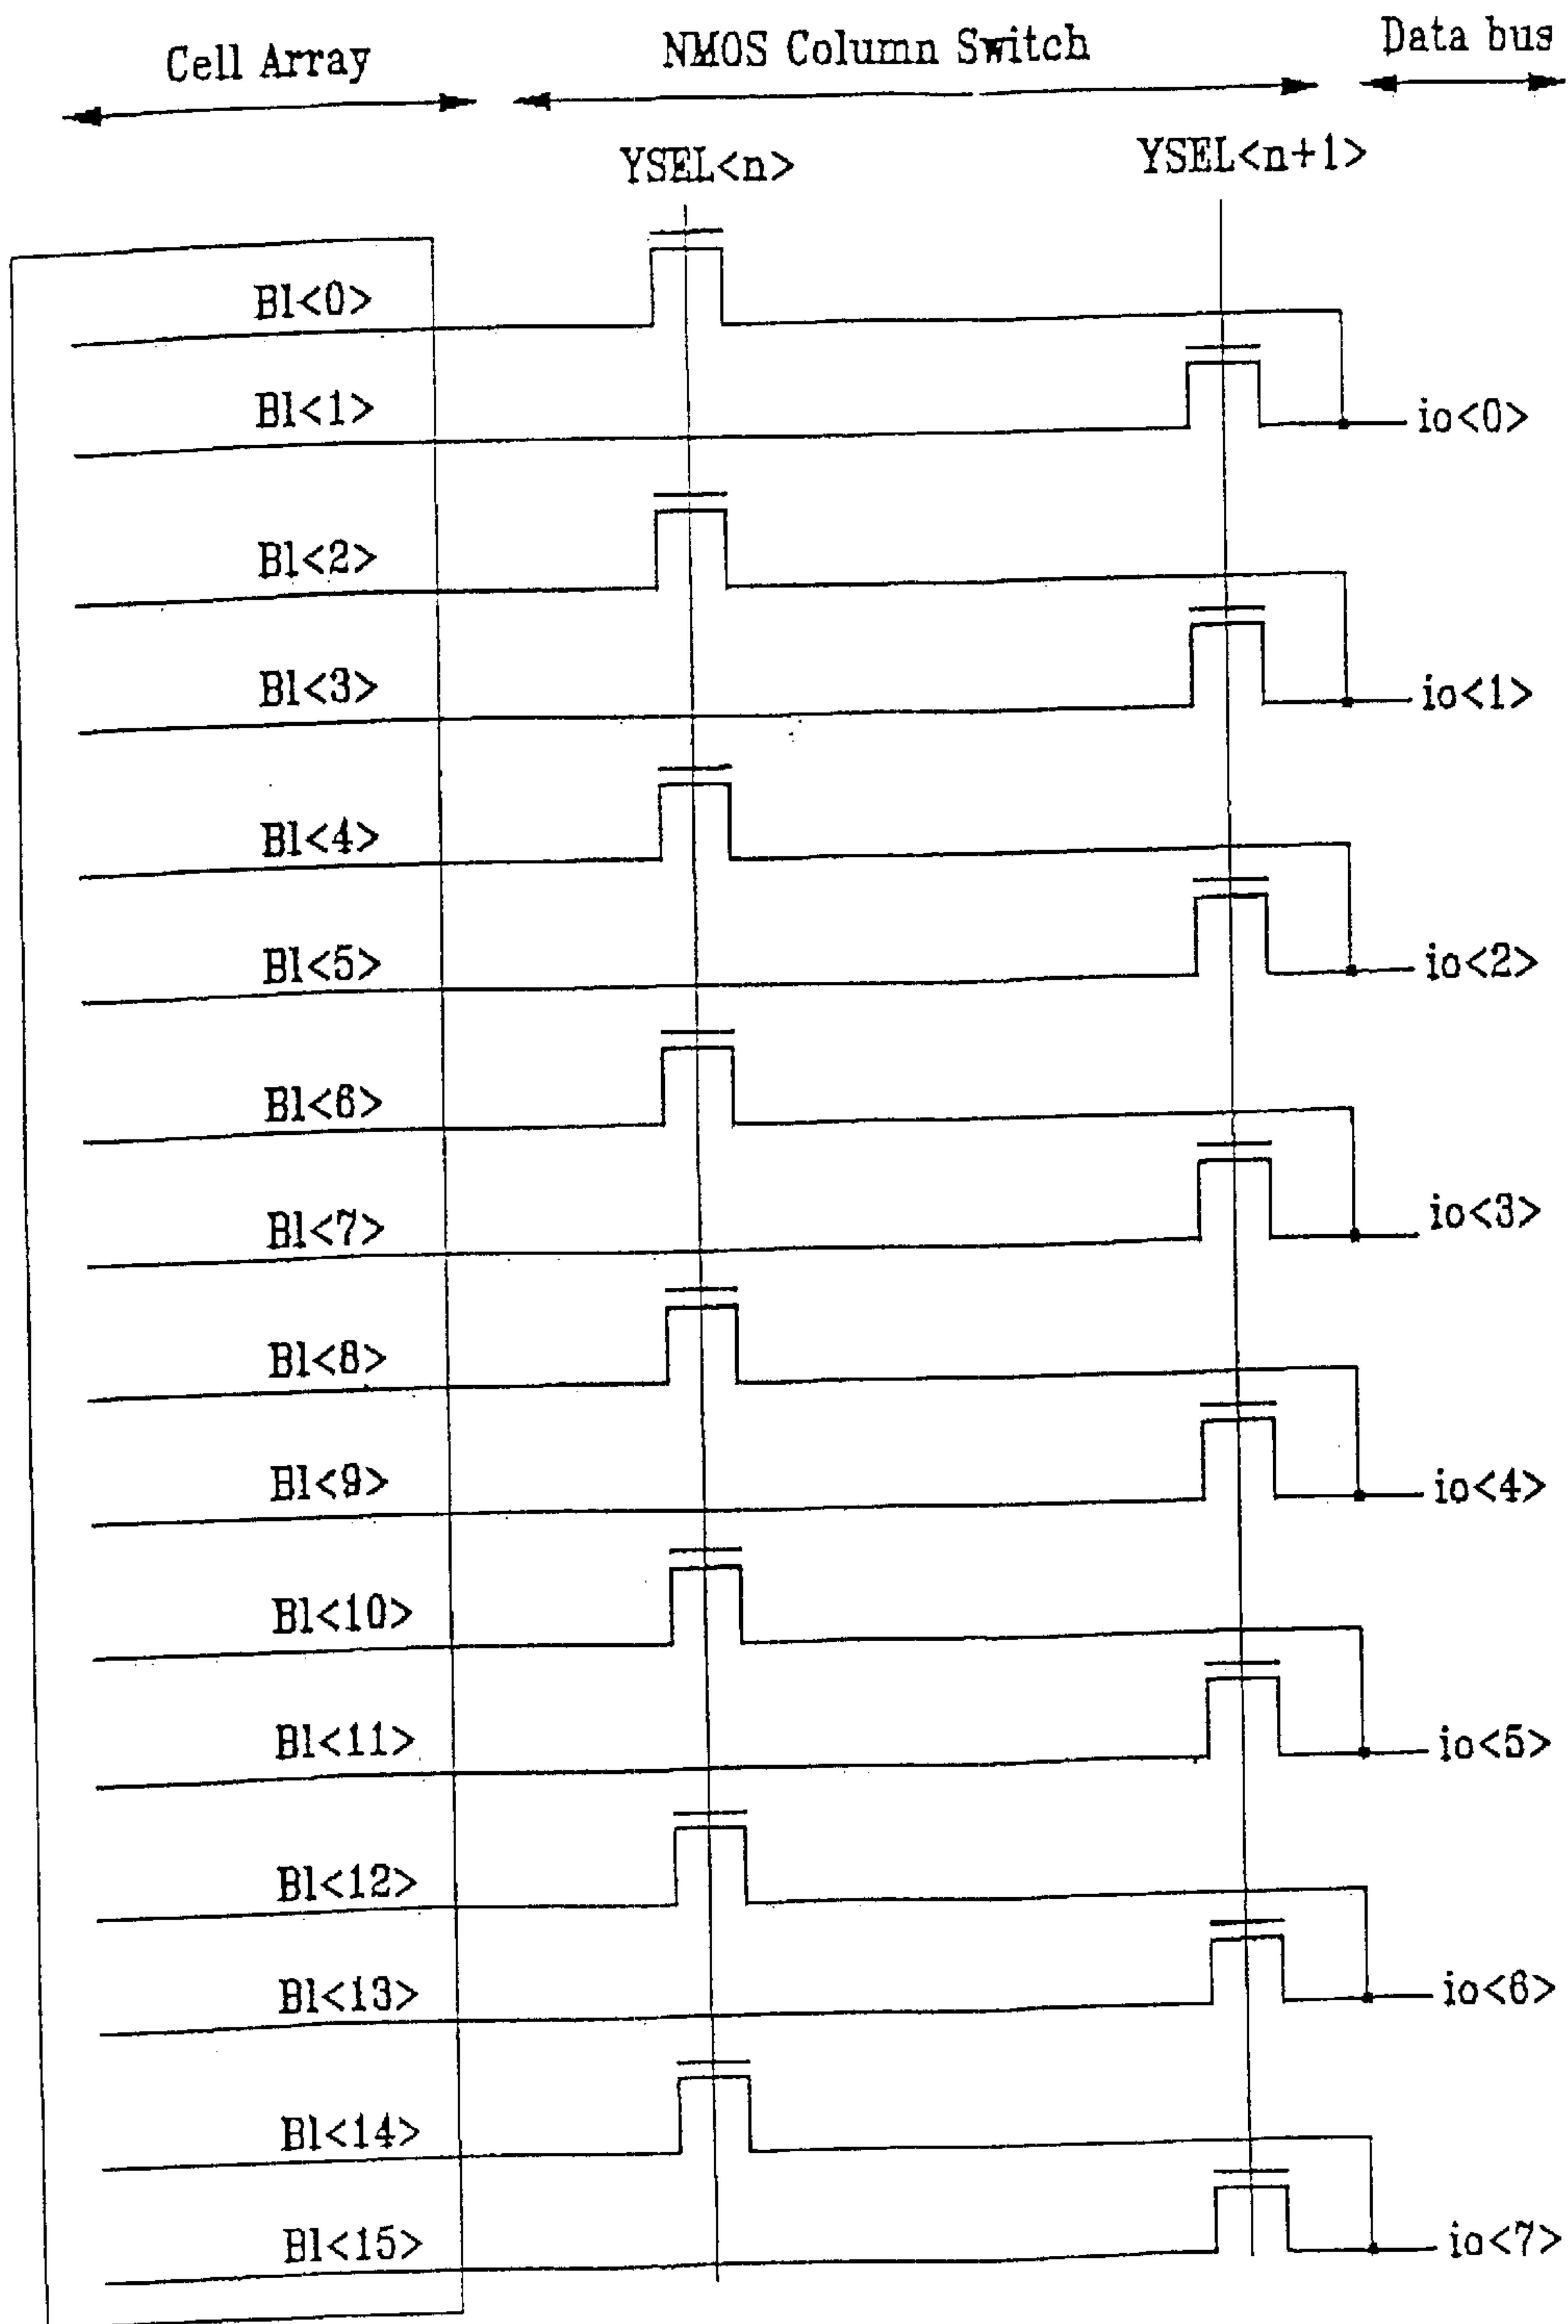 Cell Array NMOS Column Switch Data bus
YSEL<n> YSEL<n+1>
Bl<0>
Bl<1> io<0>
Bl<2>
Bl<3> io<1>
Bl<4>
Bl<5> io<2>
Bl<6>
Bl<7> io<3>
Bl<8>
Bl<9> io<4>
Bl<10>
Bl<11> io<5>
Bl<12>
Bl<13> io<6>
Bl<14>
Bl<15> io<7>